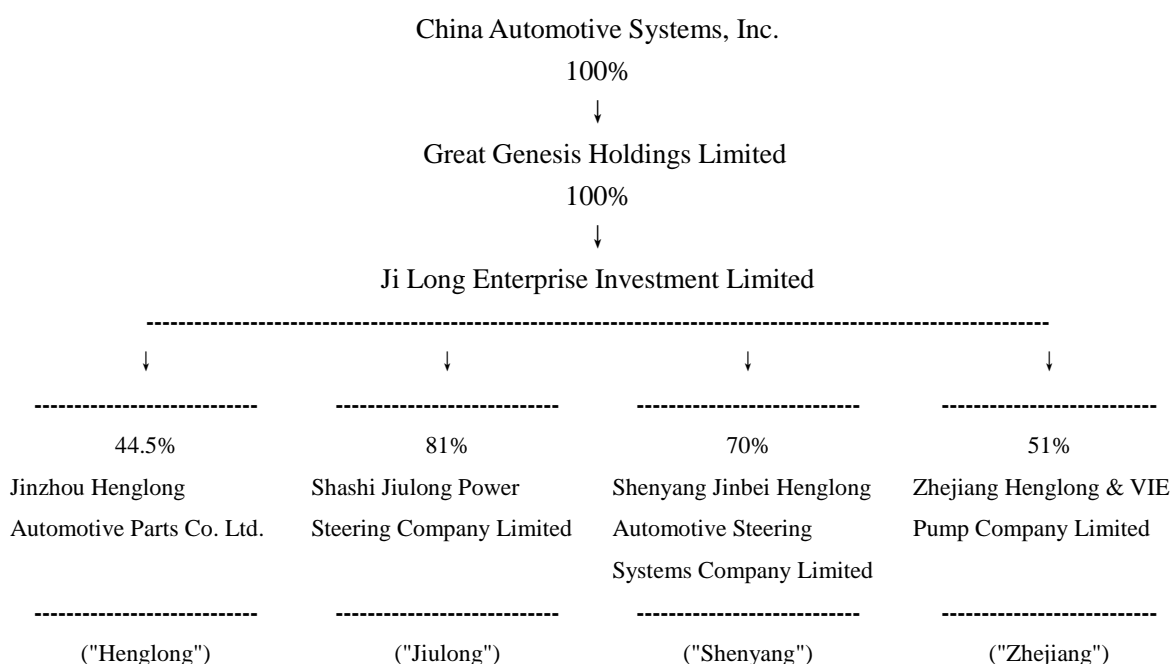 China Automotive Systems, Inc.
100%
↓
Great Genesis Holdings Limited
100%
↓
Ji Long Enterprise Investment Limited
↓ ↓ ↓ ↓
44.5% 81% 70% 51%
Jinzhou Henglong Shashi Jiulong Power Shenyang Jinbei Henglong Zhejiang Henglong & VIE
Automotive Parts Co. Ltd. Steering Company Limited Automotive Steering Pump Company Limited
Systems Company Limited
("Henglong") ("Jiulong") ("Shenyang") ("Zhejiang")